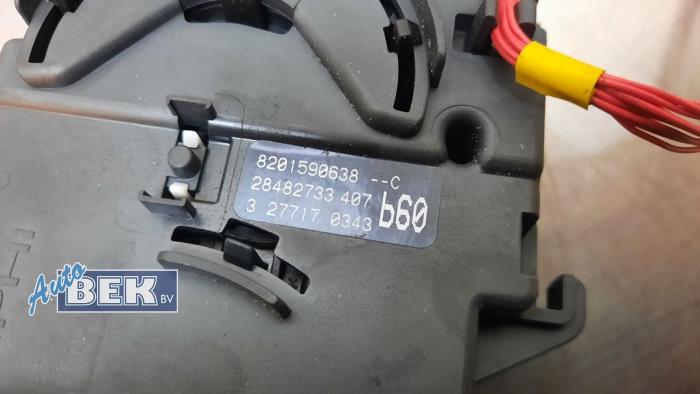 8201590638 --C
28482733 407
3 27717 0343 b60
Auto
BEK BV